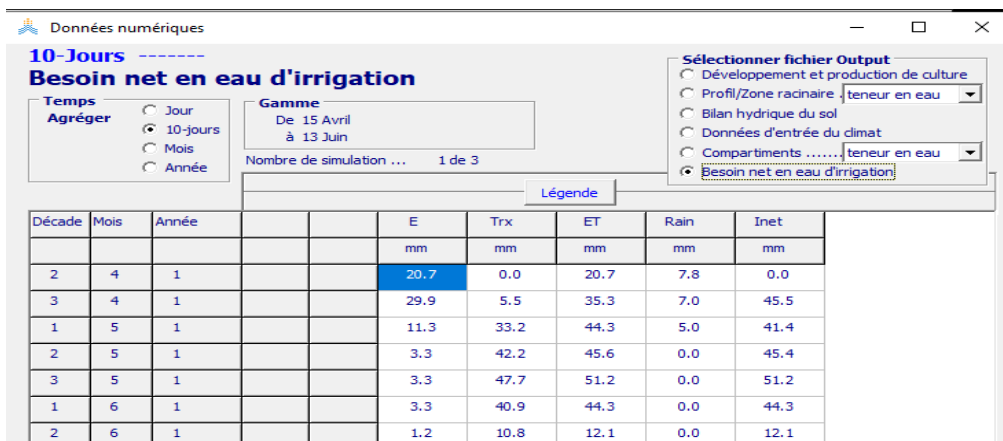 Données numériques
10-Jours -------
Besoin net en eau d'irrigation
Temps
Agréger
Jour
10-jours
Mois
Année
Gamme
De 15 Avril
à 13 Juin
Nombre de simulation ... 1 de 3
Sélectionner fichier Output
Développement et production de culture
Profil/Zone racinaire . teneur en eau
Bilan hydrique du sol
Données d'entrée du climat
Compartiments ....... teneur en eau
Besoin net en eau d'irrigation
Légende
Décade Mois Année E Trx ET Rain Inet
mm mm mm mm mm
2 4 1 20.7 0.0 20.7 7.8 0.0
3 4 1 29.9 5.5 35.3 7.0 45.5
1 5 1 11.3 33.2 44.3 5.0 41.4
2 5 1 3.3 42.2 45.6 0.0 45.4
3 5 1 3.3 47.7 51.2 0.0 51.2
1 6 1 3.3 40.9 44.3 0.0 44.3
2 6 1 1.2 10.8 12.1 0.0 12.1